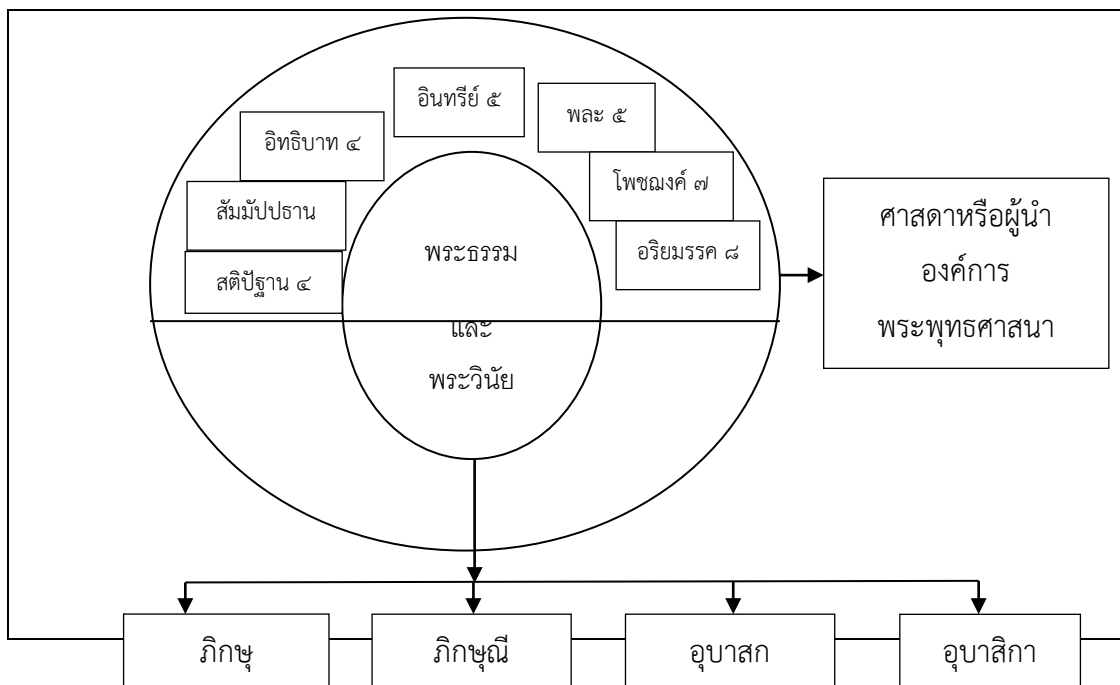 อินทรีย์ ๕
พละ ๕
อิทธิบาท ๔
โพชฌงค์ ๗
สัมมัปปธาน
อริยมรรค ๘
สติปัฐาน ๔
พระธรรม
และ
พระวินัย
ศาสดาหรือผู้นำ
องค์การ
พระพุทธศาสนา
ภิกษุ
ภิกษุณี
อุบาสก
อุบาสิกา